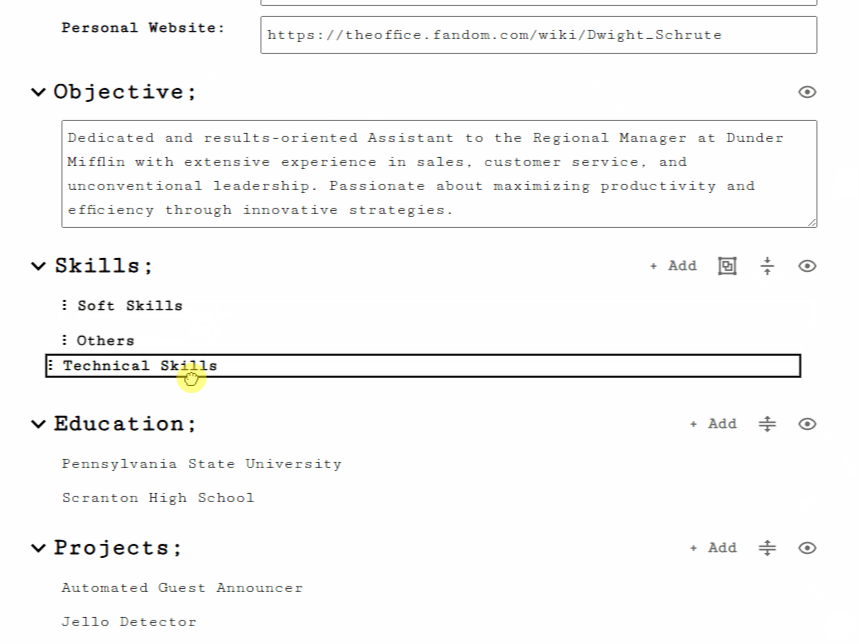 Personal Website:
https://theoffice.fandom.com/wiki/Dwight_Schrute
Objective;
Dedicated and results-oriented Assistant to the Regional Manager at Dunder
Mifflin with extensive experience in sales, customer service, and
unconventional leadership. Passionate about maximizing productivity and
efficiency through innovative strategies.
Skills;
+ Add
Soft Skills
Others
Technical Skills
Education;
+ Add
Pennsylvania State University
Scranton High School
Projects;
+ Add
Automated Guest Announcer
Jello Detector